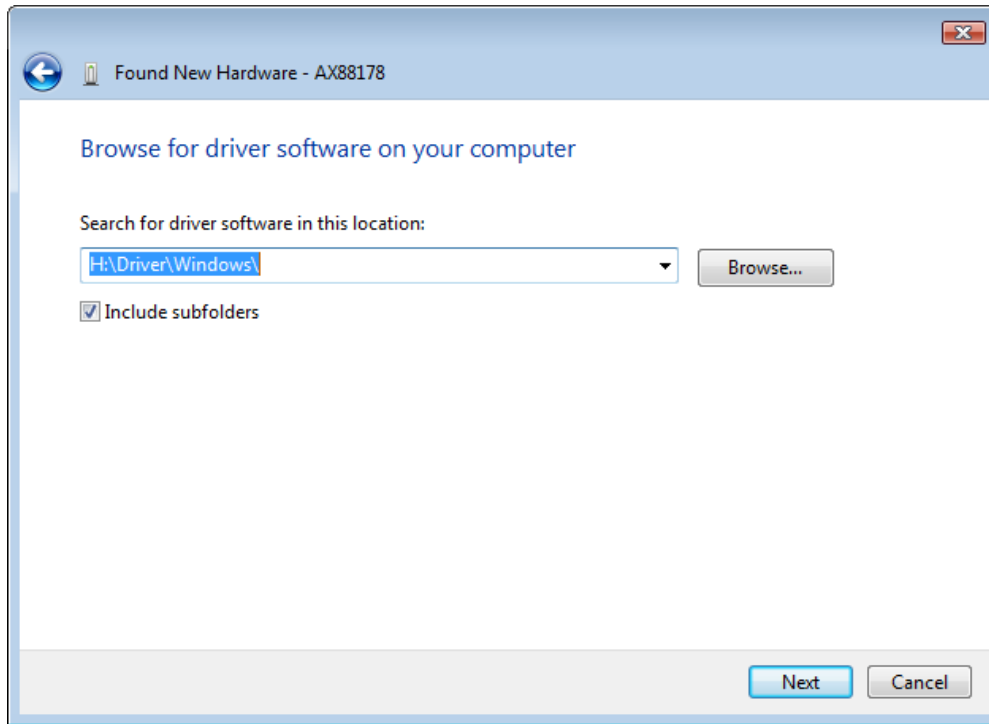 Found New Hardware - AX88178
Browse for driver software on your computer
Search for driver software in this location:
H:\Driver\Windows\
Browse...
Include subfolders
Next
Cancel